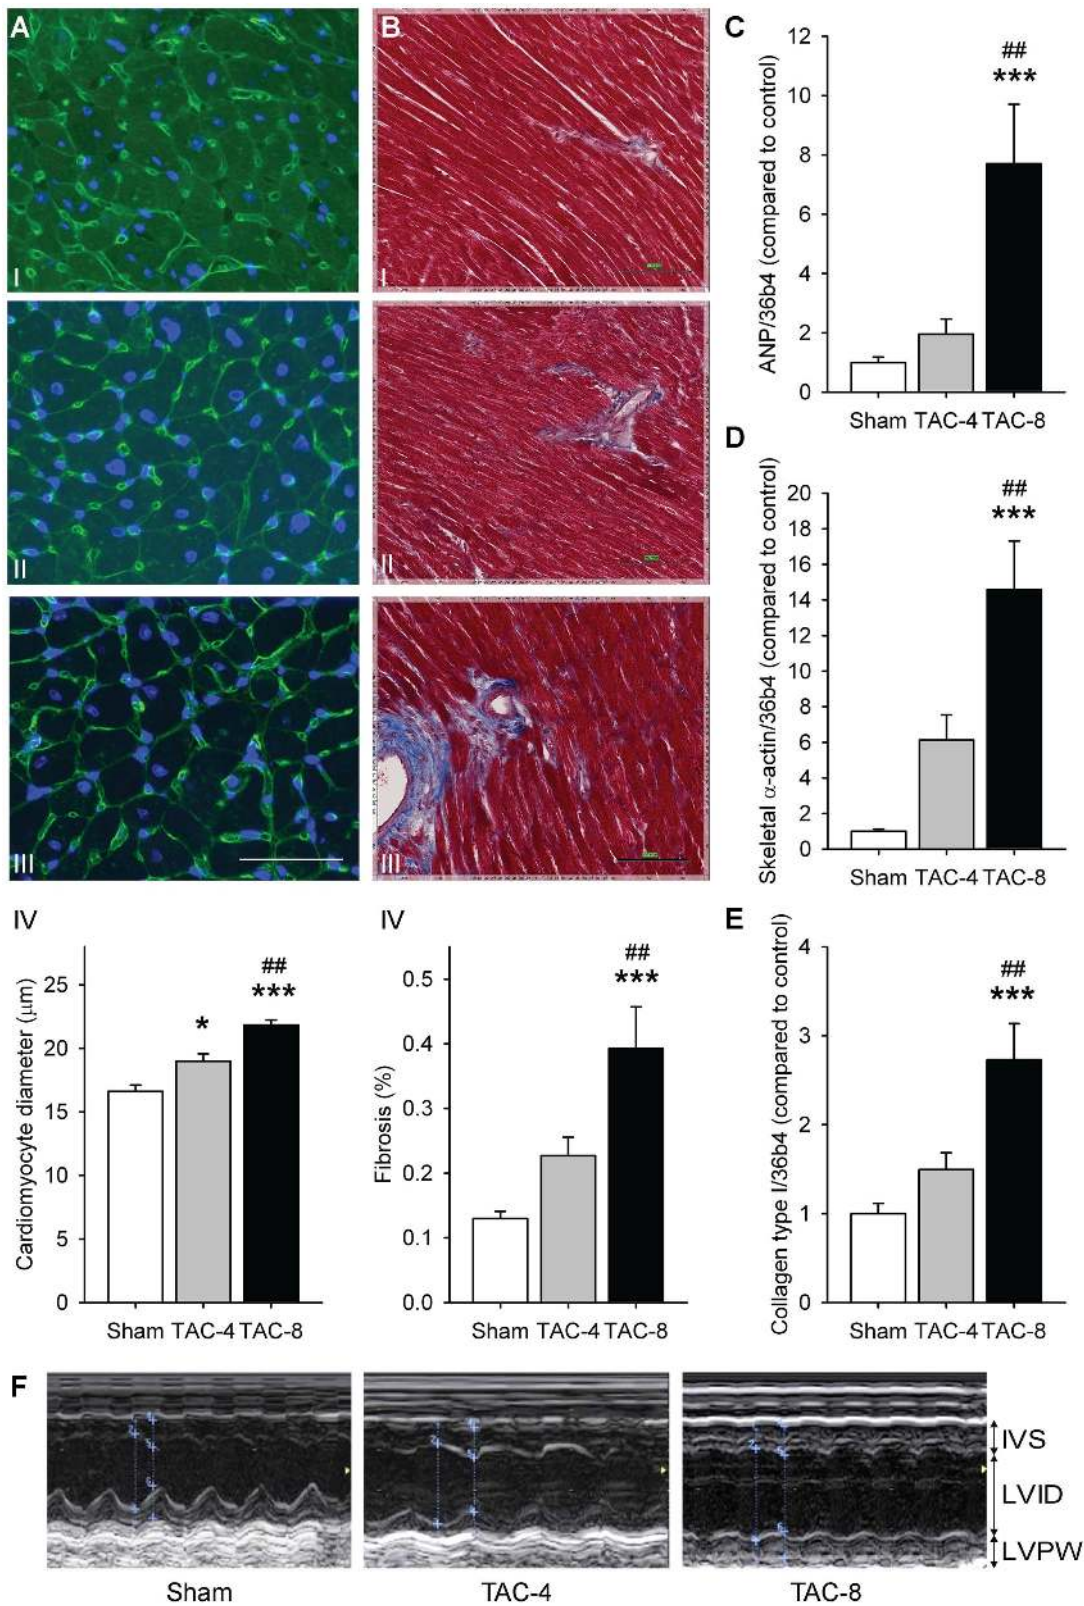 A
I
II
III
B
I
II
III
C
ANP/36b4 (compared to control)
12
10
8
6
4
2
0
##
***
Sham TAC-4 TAC-8
D
Skeletal α-actin/36b4 (compared to control)
20
18
16
14
12
10
8
6
4
2
0
##
***
Sham TAC-4 TAC-8
IV
Cardiomyocyte diameter (μm)
25
20
15
10
5
0
*
##
***
Sham TAC-4 TAC-8
IV
Fibrosis (%)
0.5
0.4
0.3
0.2
0.1
0.0
##
***
Sham TAC-4 TAC-8
E
Collagen type I/36b4 (compared to control)
4
3
2
1
0
##
***
Sham TAC-4 TAC-8
F
IVS
LVID
LVPW
Sham
TAC-4
TAC-8